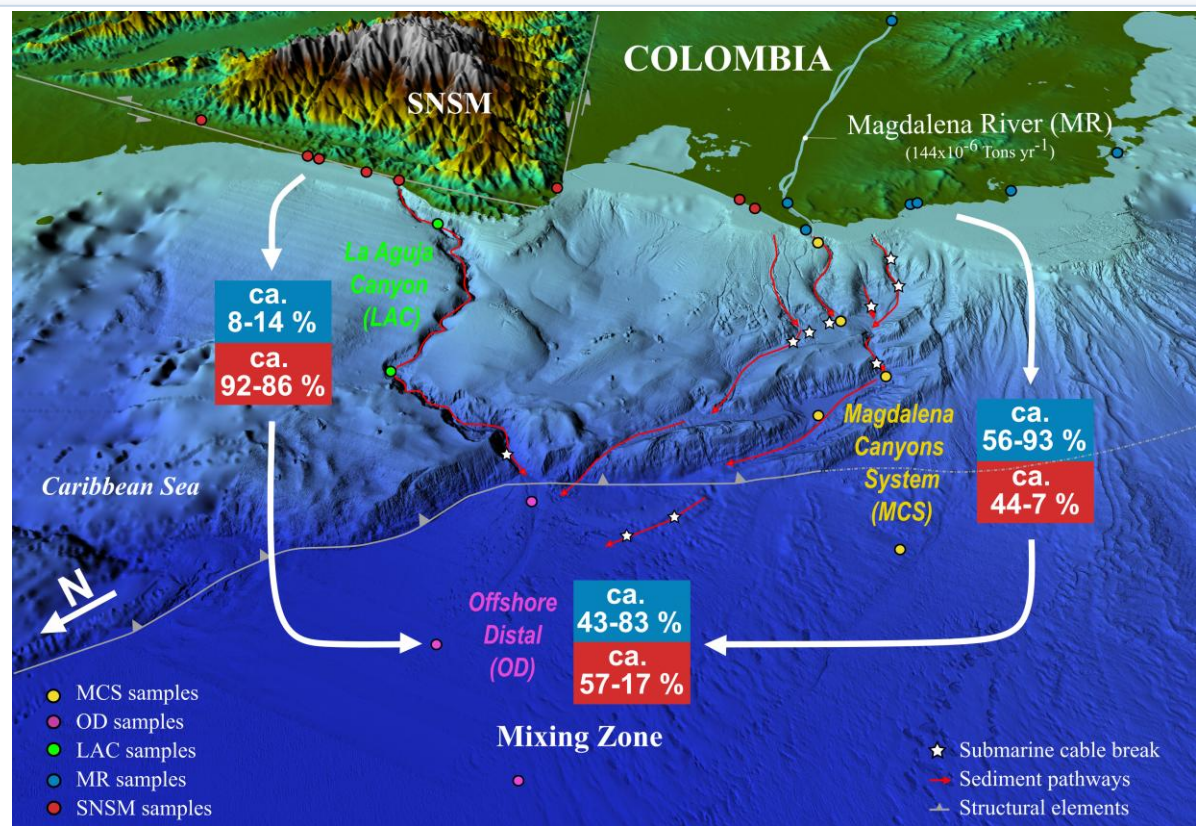 COLOMBIA
SNSM
Magdalena River (MR)
(144x10-6 Tons yr-1)
La Aguja
Canyon
(LAC)
ca.
8-14 %
ca.
92-86 %
Magdalena
Canyons
System
(MCS)
ca.
56-93 %
ca.
44-7 %
Caribbean Sea
N
Offshore
Distal
(OD)
ca.
43-83 %
ca.
57-17 %
Mixing Zone
MCS samples
OD samples
LAC samples
MR samples
SNSM samples
Submarine cable break
Sediment pathways
Structural elements